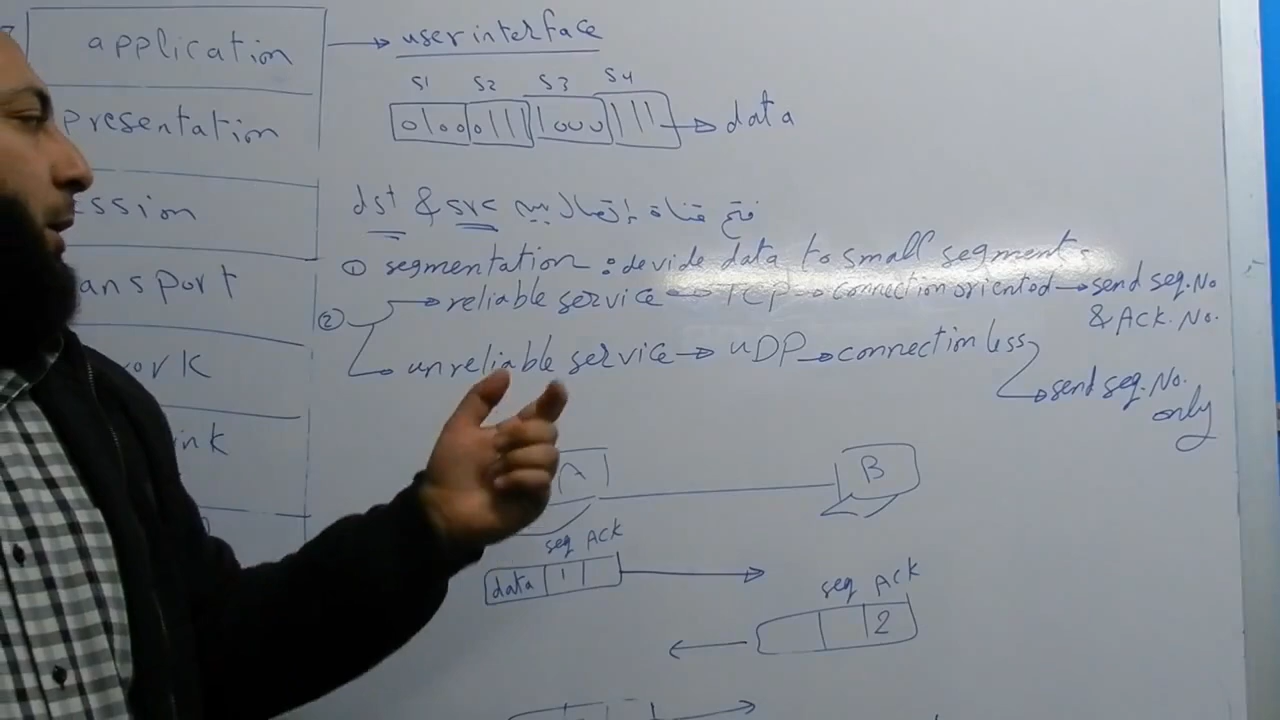 application → user interface
S1 S2 S3 S4
presentation
0100 0111 1000 111 → data
ssion
dst & src فتح قناة إتصال بين
① segmentation : devide data to small segment.
ansport
② → reliable service → TCP → connection oriented → send seq. No
& ACK. No.
ork
→ unreliable service → UDP → connection less
→ send seq. No.
only
ink
A B
seq ACK
data 1
seq ACK
2